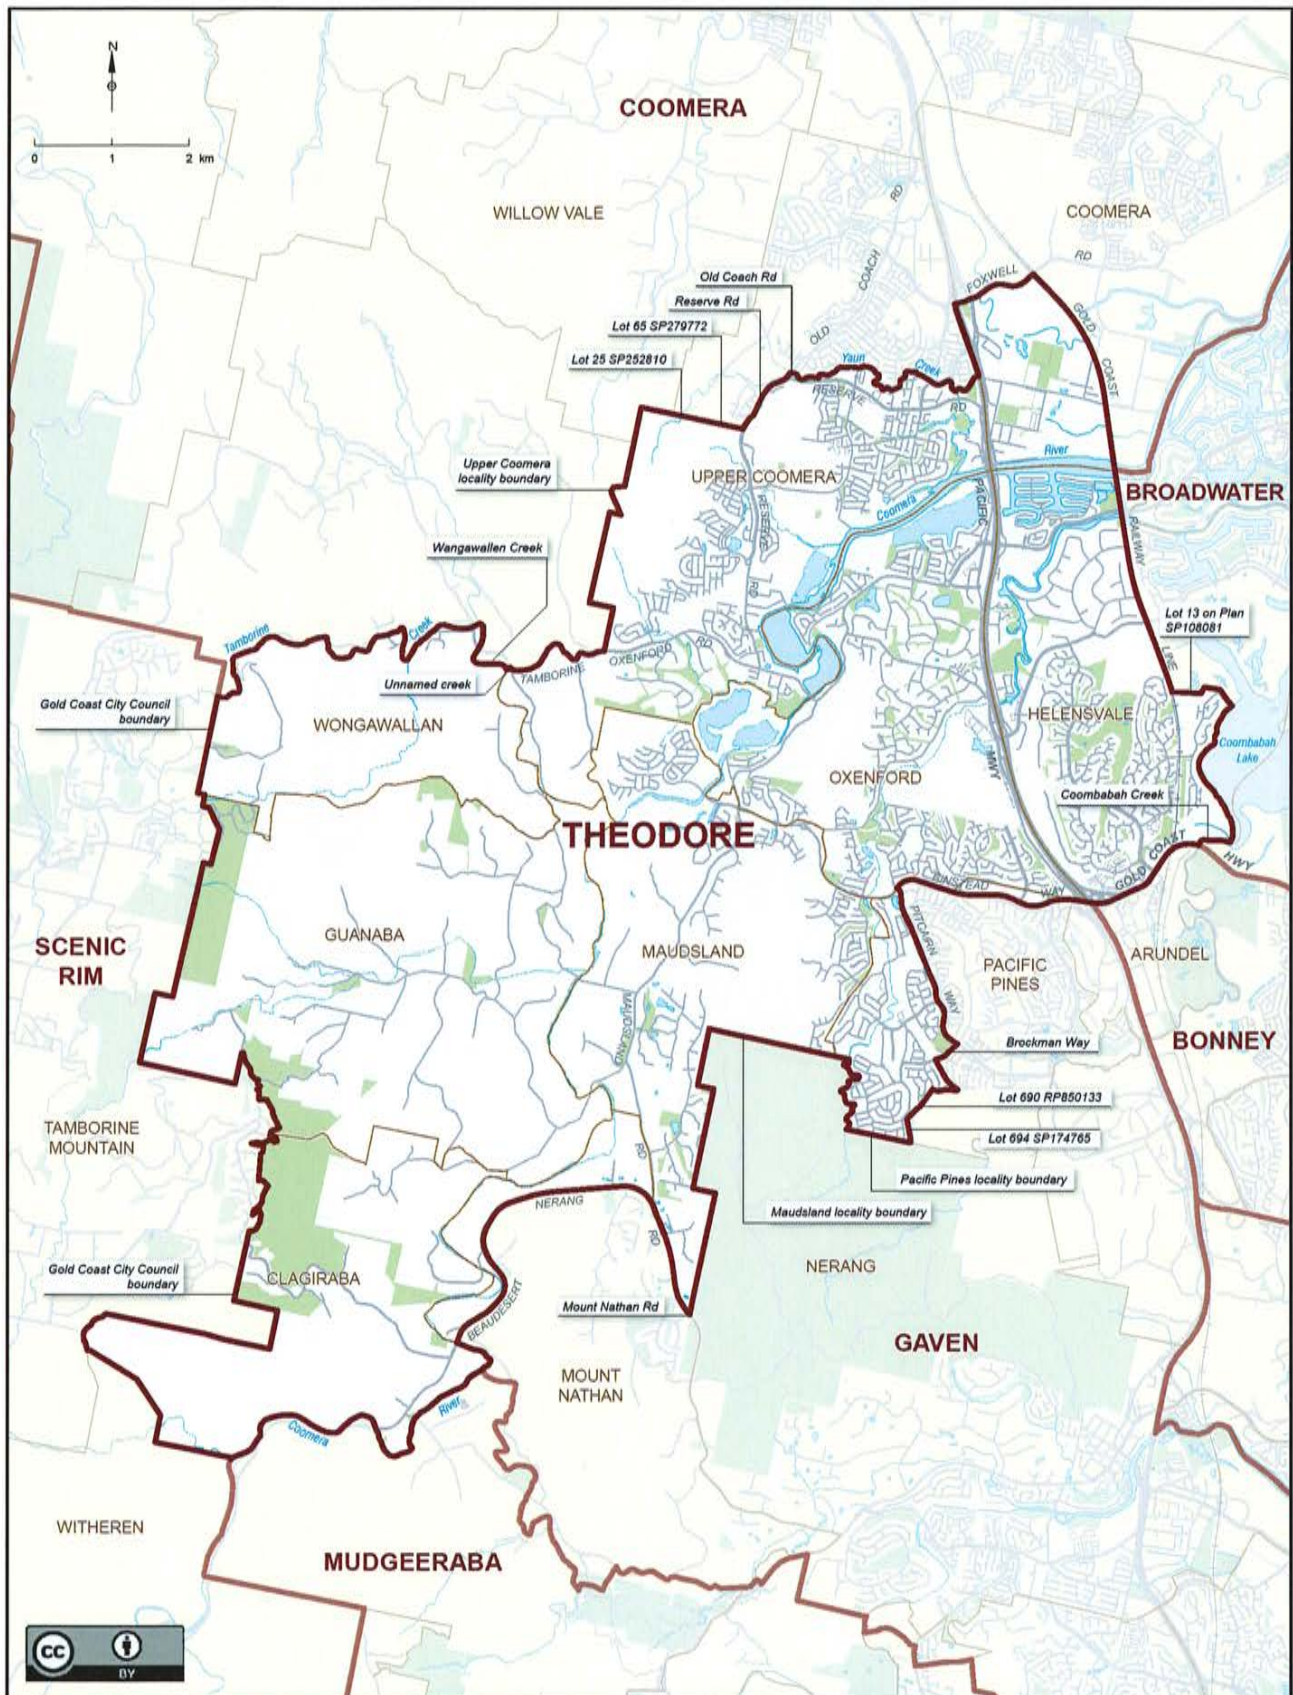 N
0 1 2 km
COOMERA
WILLOW VALE
COOMERA
RD
FOXWELL
RD
COACH
OLD
Old Coach Rd
Reserve Rd
Lot 65 SP279772
Lot 25 SP252810
GOLD
COAST
Yaun
Creek
RESERVE
RD
River
Upper Coomera
locality boundary
UPPER COOMERA
RESERVE
RD
Coomera
PACIFIC
BROADWATER
RAILWAY
LINE
Wangawallen Creek
Lot 13 on Plan
SP108081
Tamborine
Creek
Unnamed creek
TAMBORINE
OXENFORD
RD
Gold Coast City Council
boundary
WONGAWALLAN
HELENSVALE
Coombabah
Lake
MWY
OXENFORD
Coombabah Creek
THEODORE
GOLD
COAST
HWY
BINSTEAD
WAY
SCENIC
RIM
GUANABA
MAUDSLAND
PITCAIRN
WAY
PACIFIC
PINES
ARUNDEL
MAUDSLAND
RD
BONNEY
Brockman Way
Lot 690 RP850133
Lot 694 SP174765
TAMBORINE
MOUNTAIN
Pacific Pines locality boundary
Maudsland locality boundary
NERANG
RD
BEAUDESERT
Gold Coast City Council
boundary
CLAGIRABA
NERANG
Mount Nathan Rd
GAVEN
MOUNT
NATHAN
Coomera
River
WITHEREN
MUDGEERABA
CC
BY